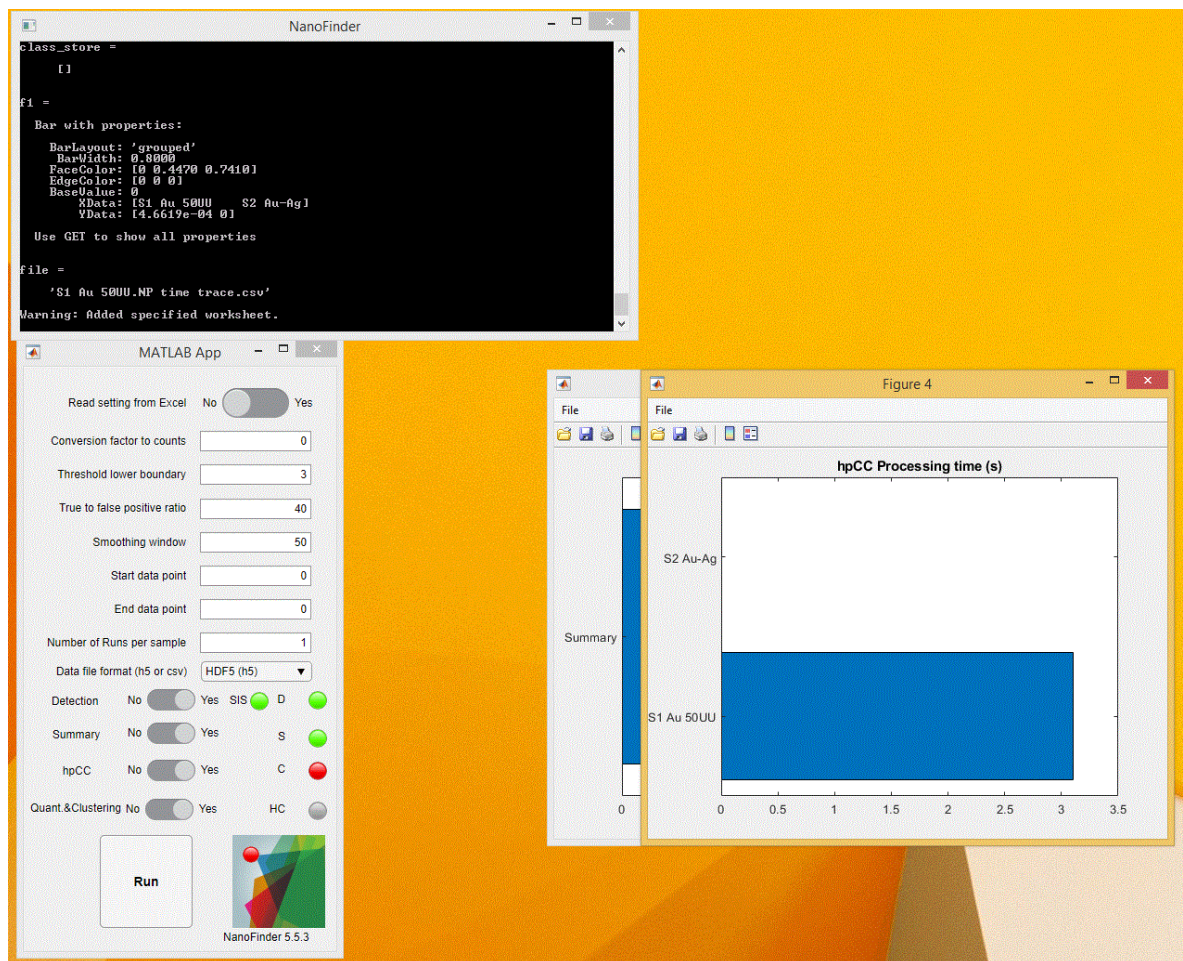 NanoFinder
class_store =
[]
f1 =
Bar with properties:
BarLayout: 'grouped'
BarWidth: 0.8000
FaceColor: [0 0.4470 0.7410]
EdgeColor: [0 0 0]
BaseValue: 0
XData: [S1 Au 50UU    S2 Au-Ag]
YData: [4.6619e-04 0]
Use GET to show all properties
file =
'S1 Au 50UU.NP time trace.csv'
Warning: Added specified worksheet.
MATLAB App
Read setting from Excel No Yes
Conversion factor to counts 0
Threshold lower boundary 3
True to false positive ratio 40
Smoothing window 50
Start data point 0
End data point 0
Number of Runs per sample 1
Data file format (h5 or csv) HDF5 (h5)
Detection No Yes SIS D
Summary No Yes S
hpCC No Yes C
Quant.&Clustering No Yes HC
Run
NanoFinder 5.5.3
File
Summary
0
Figure 4
File
hpCC Processing time (s)
S2 Au-Ag
S1 Au 50UU
0 0.5 1 1.5 2 2.5 3 3.5